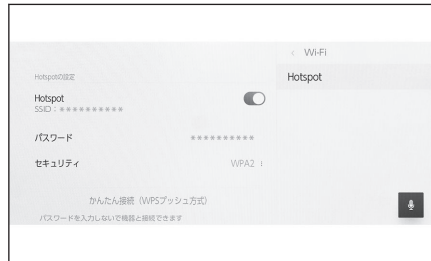 < Wi-Fi
Hotspot
Hotspotの設定
Hotspot
SSID：**********
パスワード **********
セキュリティ WPA2
かんたん接続（WPSプッシュ方式）
パスワードを入力しないで機器と接続できます